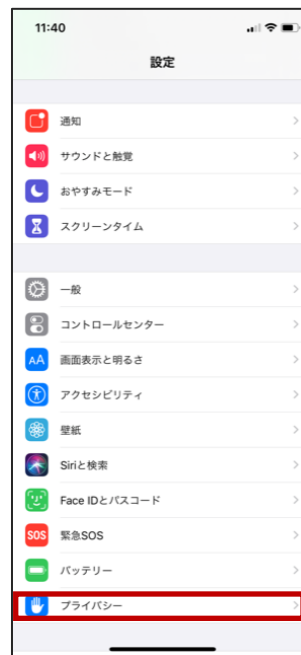 11:40
設定
通知
サウンドと触覚
おやすみモード
スクリーンタイム
一般
コントロールセンター
AA 画面表示と明るさ
アクセシビリティ
壁紙
Siriと検索
Face IDとパスコード
SOS 緊急SOS
バッテリー
プライバシー